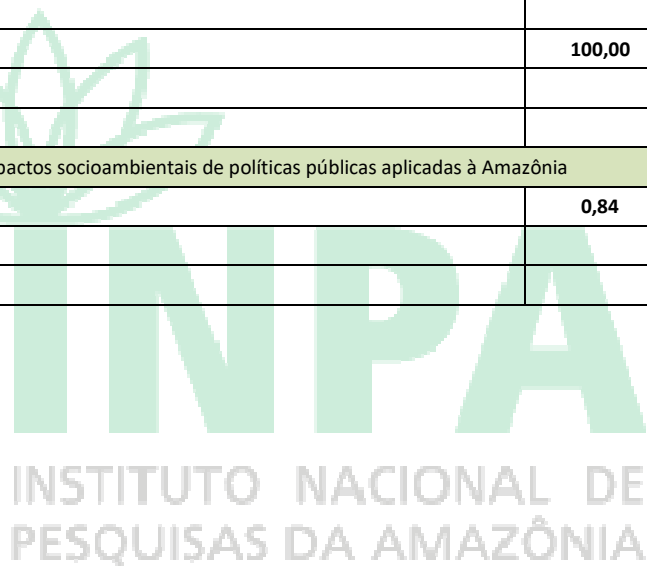 100,00
pactos socioambientais de políticas públicas aplicadas à Amazônia
0,84
INPA
INSTITUTO NACIONAL DE
PESQUISAS DA AMAZÔNIA